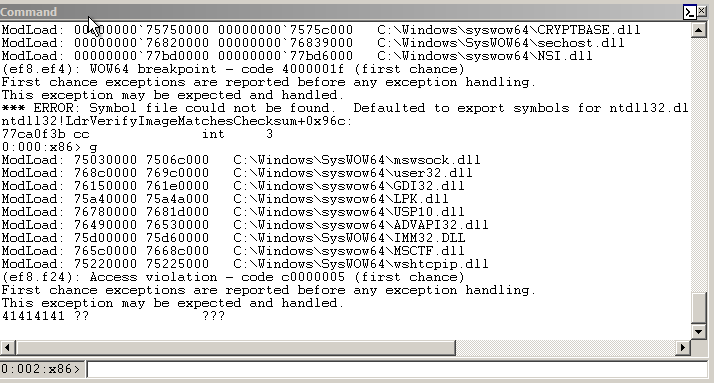 Command
ModLoad: 00000000`75750000 00000000`7575c000   C:\Windows\syswow64\CRYPTBASE.dll
ModLoad: 00000000`76820000 00000000`76839000   C:\Windows\syswow64\sechost.dll
ModLoad: 00000000`77bd0000 00000000`77bd6000   C:\Windows\syswow64\NSI.dll
(ef8.ef4): WOW64 breakpoint - code 4000001f (first chance)
First chance exceptions are reported before any exception handling.
This exception may be expected and handled.
*** ERROR: Symbol file could not be found.  Defaulted to export symbols for ntdll32.dl
ntdll32!LdrVerifyImageMatchesChecksum+0x96c:
77ca0f3b cc              int     3
0:000:x86> g
ModLoad: 75030000 7506c000   C:\Windows\SysWOW64\mswsock.dll
ModLoad: 768c0000 769c0000   C:\Windows\SysWOW64\user32.dll
ModLoad: 76150000 761e0000   C:\Windows\SysWOW64\GDI32.dll
ModLoad: 75a40000 75a4a000   C:\Windows\SysWOW64\LPK.dll
ModLoad: 76780000 7681d000   C:\Windows\SysWOW64\USP10.dll
ModLoad: 76490000 76530000   C:\Windows\SysWOW64\ADVAPI32.dll
ModLoad: 75d00000 75d60000   C:\Windows\SysWOW64\IMM32.DLL
ModLoad: 765c0000 7668c000   C:\Windows\SysWOW64\MSCTF.dll
ModLoad: 75220000 75225000   C:\Windows\SysWOW64\wshtcpip.dll
(ef8.f24): Access violation - code c0000005 (first chance)
First chance exceptions are reported before any exception handling.
This exception may be expected and handled.
41414141 ??              ???
0:002:x86>